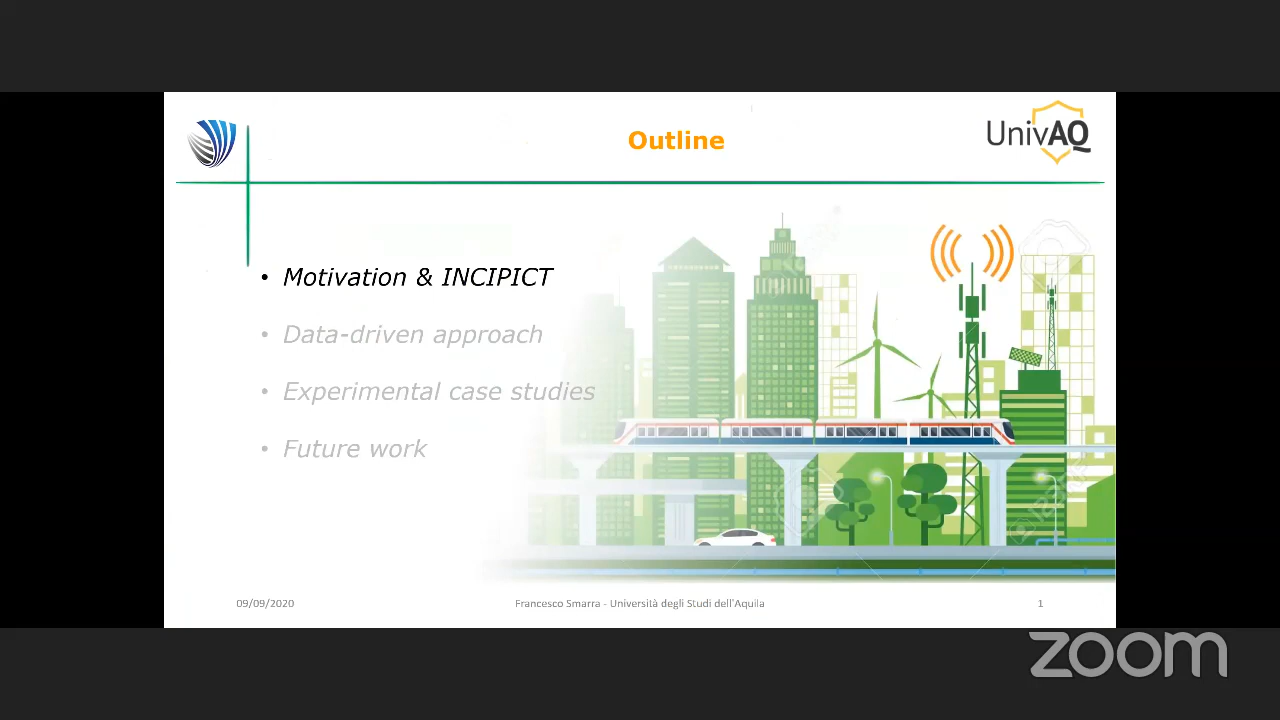 Outline
UnivAQ
• Motivation & INCIPICT
• Data-driven approach
• Experimental case studies
• Future work
09/09/2020
Francesco Smarra - Università degli Studi dell'Aquila
1
zoom